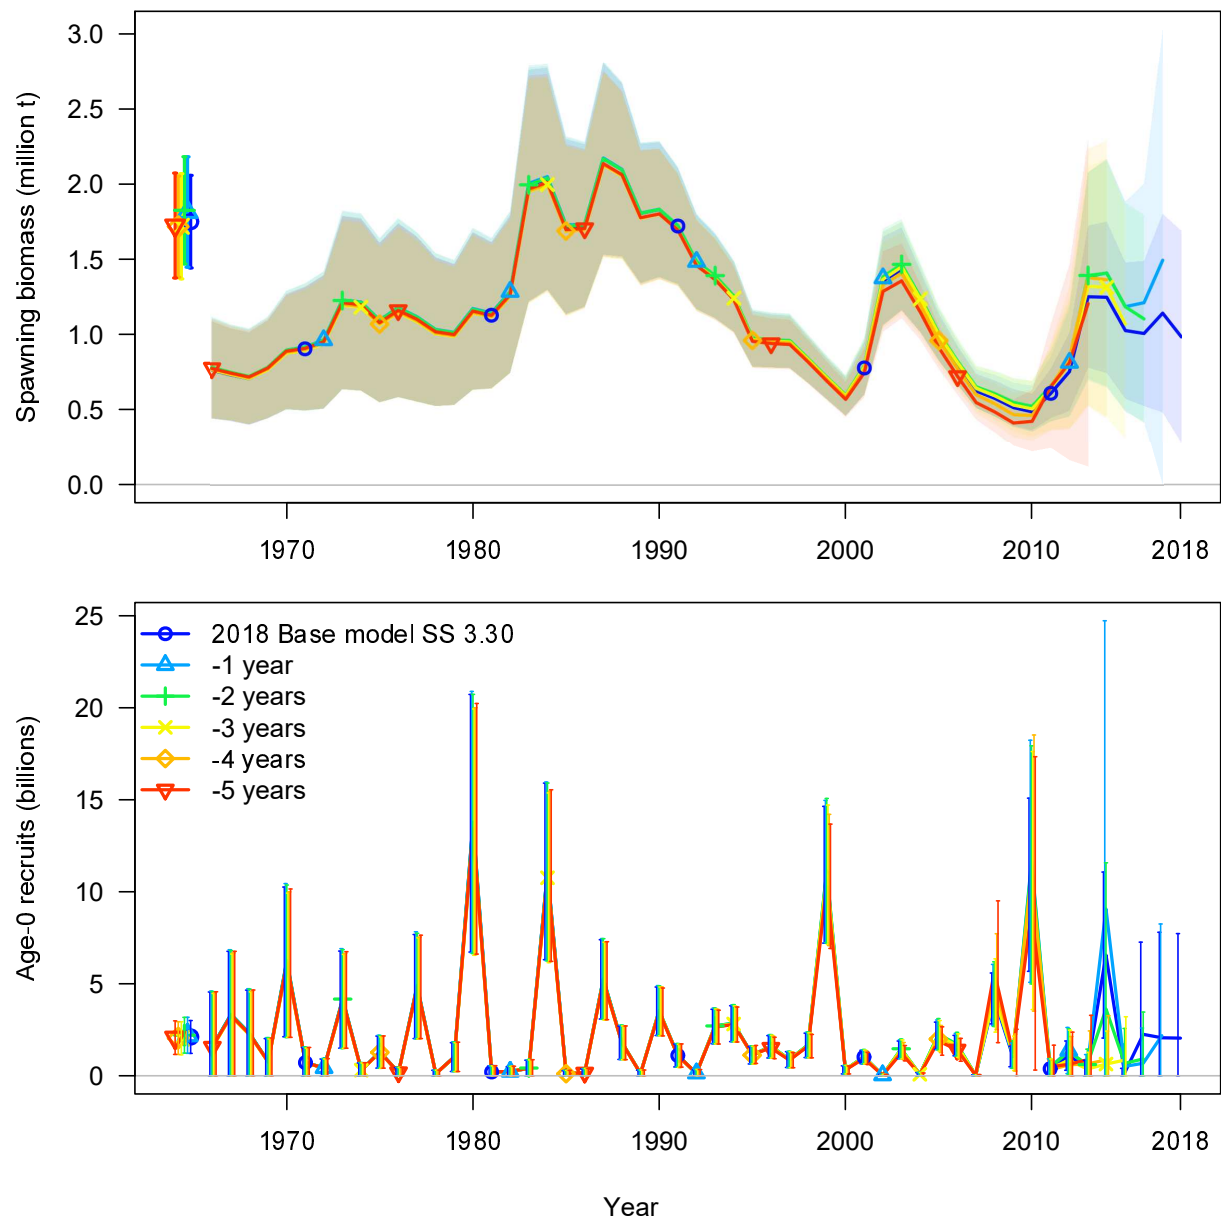 Spawning biomass (million t)
3.0
2.5
2.0
1.5
1.0
0.5
0.0
1970
1980
1990
2000
2010
2018
Age-0 recruits (billions)
25
20
15
10
5
0
2018 Base model SS 3.30
-1 year
-2 years
-3 years
-4 years
-5 years
1970
1980
1990
2000
2010
2018
Year